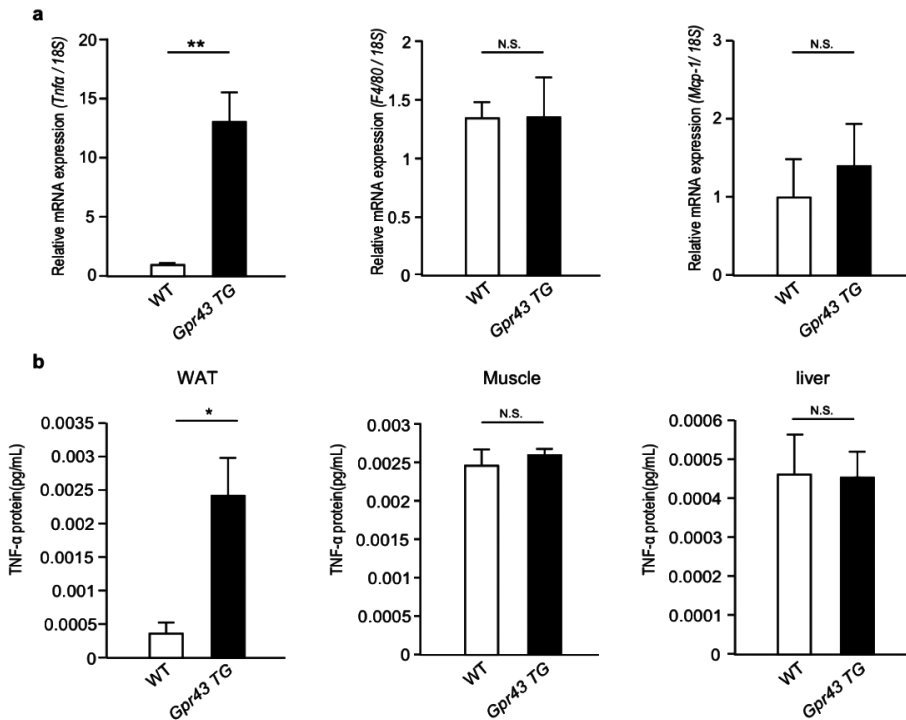 a
Relative mRNA expression (Tnfα / 18S)
20
15
10
5
0
**
WT
Gpr43 TG
Relative mRNA expression (F4/80 / 18S)
2
1.5
1
0.5
0
N.S.
WT
Gpr43 TG
Relative mRNA expression (Mcp-1/ 18S)
3
2
1
0
N.S.
WT
Gpr43 TG
b
WAT
TNF-α protein(pg/mL)
0.0035
0.003
0.0025
0.002
0.0015
0.001
0.0005
0
*
WT
Gpr43 TG
Muscle
TNF-α protein(pg/mL)
0.003
0.0025
0.002
0.0015
0.001
0.0005
0
N.S.
WT
Gpr43 TG
liver
TNF-α protein(pg/mL)
0.0006
0.0005
0.0004
0.0003
0.0002
0.0001
0
N.S.
WT
Gpr43 TG